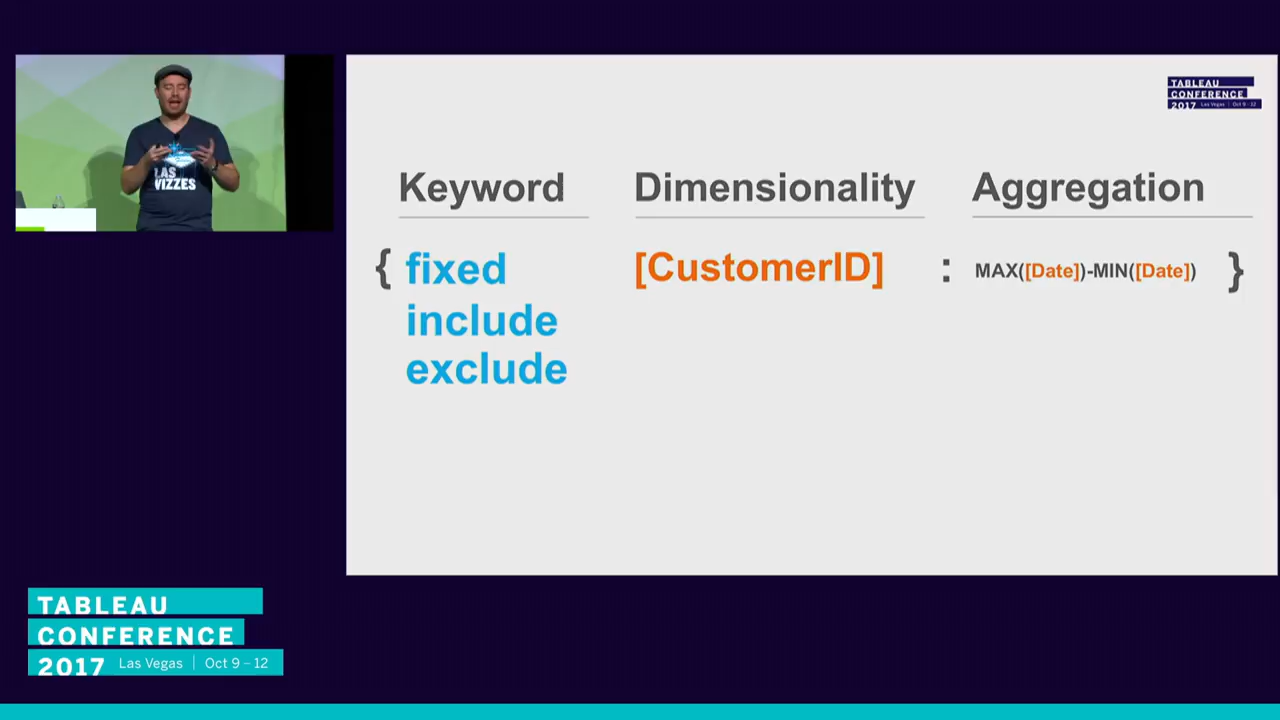 LAS
VIZZES
TABLEAU
CONFERENCE
2017 Las Vegas | Oct 9 - 12
Keyword Dimensionality Aggregation
{ fixed [CustomerID] : MAX([Date])-MIN([Date]) }
include
exclude
TABLEAU
CONFERENCE
2017 Las Vegas | Oct 9 – 12